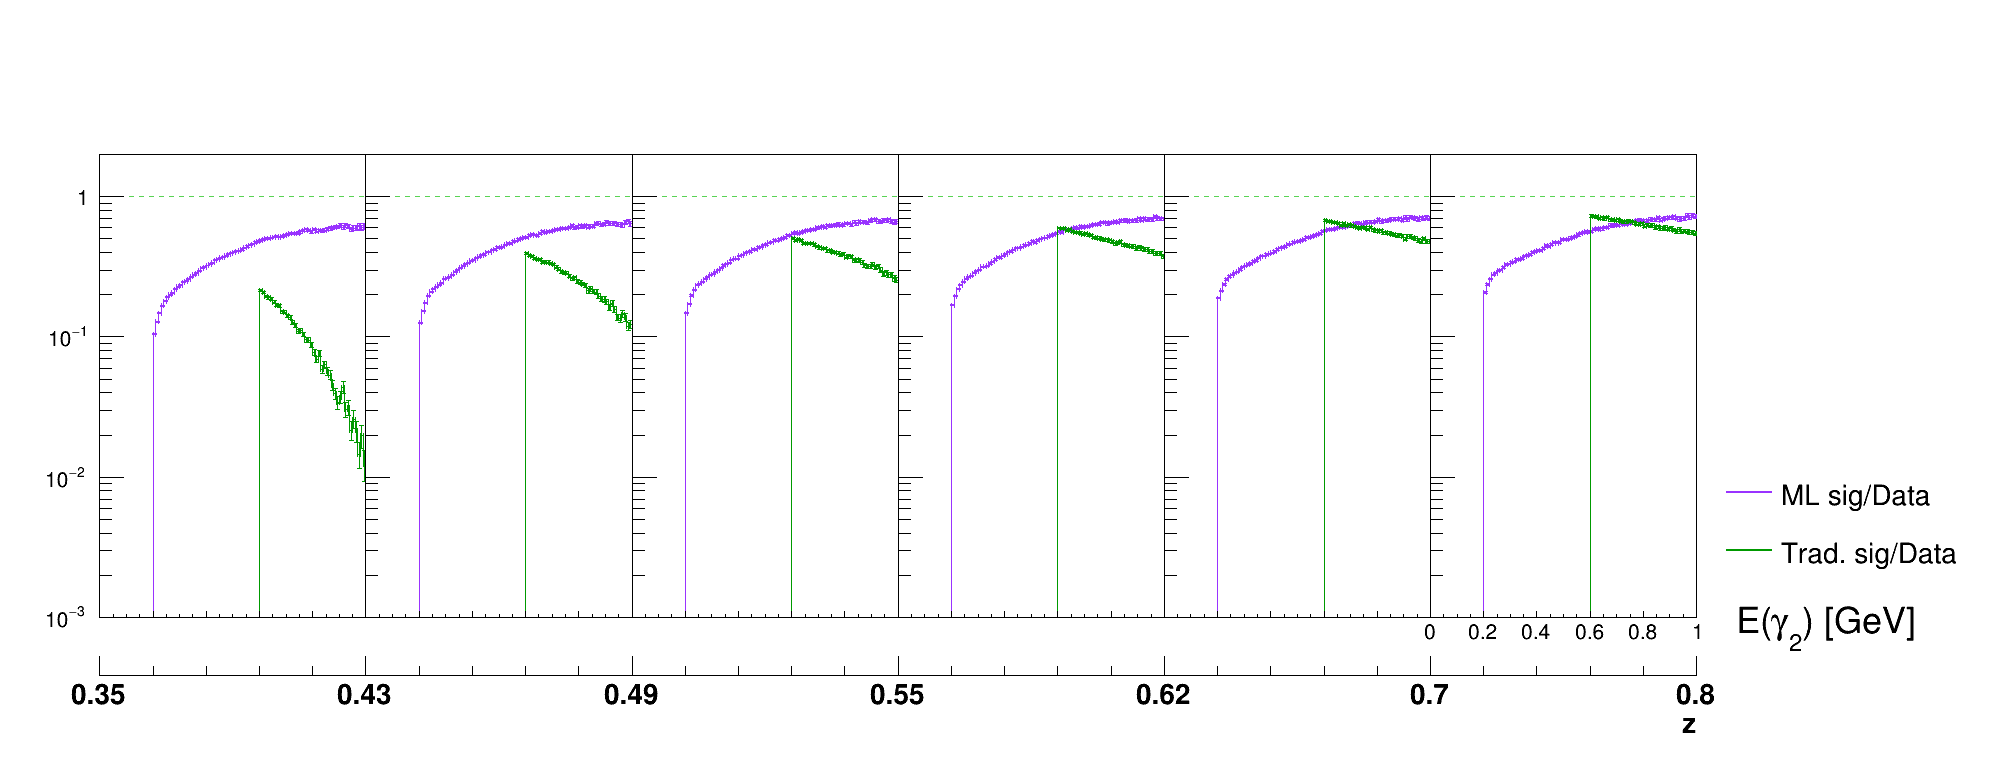 1
10⁻¹
10⁻²
10⁻³
ML sig/Data
Trad. sig/Data
E(γ₂) [GeV]
0 0.2 0.4 0.6 0.8 1
0.35 0.43 0.49 0.55 0.62 0.7 0.8
z